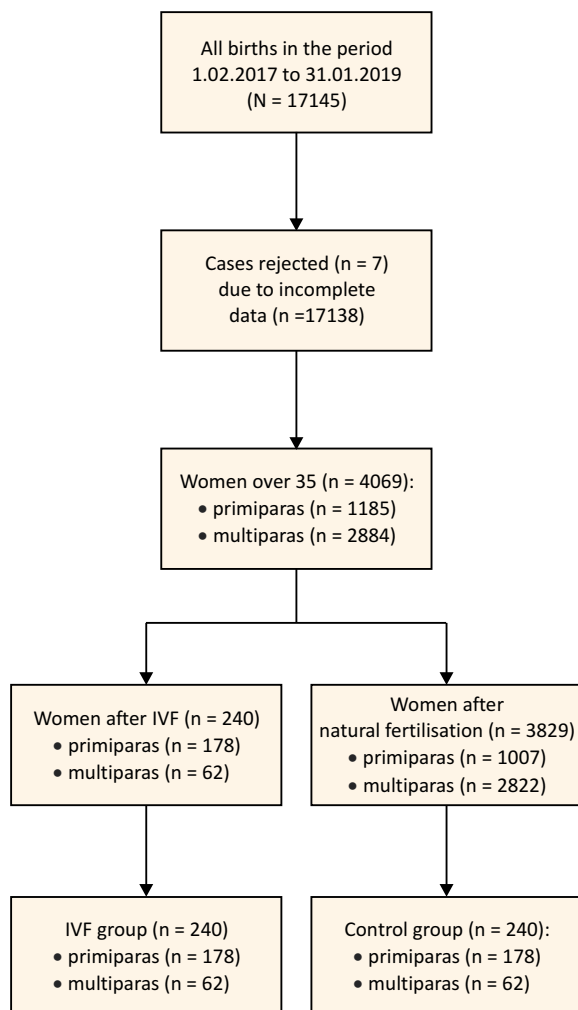 All births in the period
1.02.2017 to 31.01.2019
(N = 17145)
Cases rejected (n = 7)
due to incomplete
data (n =17138)
Women over 35 (n = 4069):
• primiparas (n = 1185)
• multiparas (n = 2884)
Women after IVF (n = 240)
• primiparas (n = 178)
• multiparas (n = 62)
Women after
natural fertilisation (n = 3829)
• primiparas (n = 1007)
• multiparas (n = 2822)
IVF group (n = 240)
• primiparas (n = 178)
• multiparas (n = 62)
Control group (n = 240):
• primiparas (n = 178)
• multiparas (n = 62)